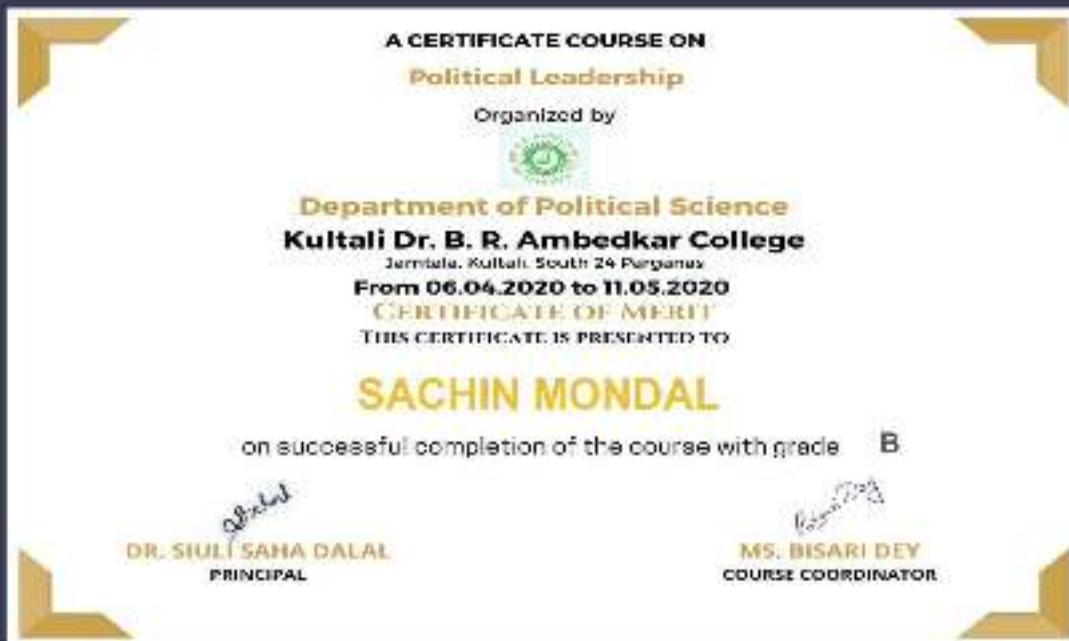 A CERTIFICATE COURSE ON
Political Leadership
Organized by
Department of Political Science
Kultali Dr. B. R. Ambedkar College
Jamtala, Kultali, South 24 Parganas
From 06.04.2020 to 11.05.2020
CERTIFICATE OF MERIT
THIS CERTIFICATE IS PRESENTED TO
SACHIN MONDAL
on successful completion of the course with grade B
DR. SIULI SAHA DALAL
PRINCIPAL
MS. BISARI DEY
COURSE COORDINATOR